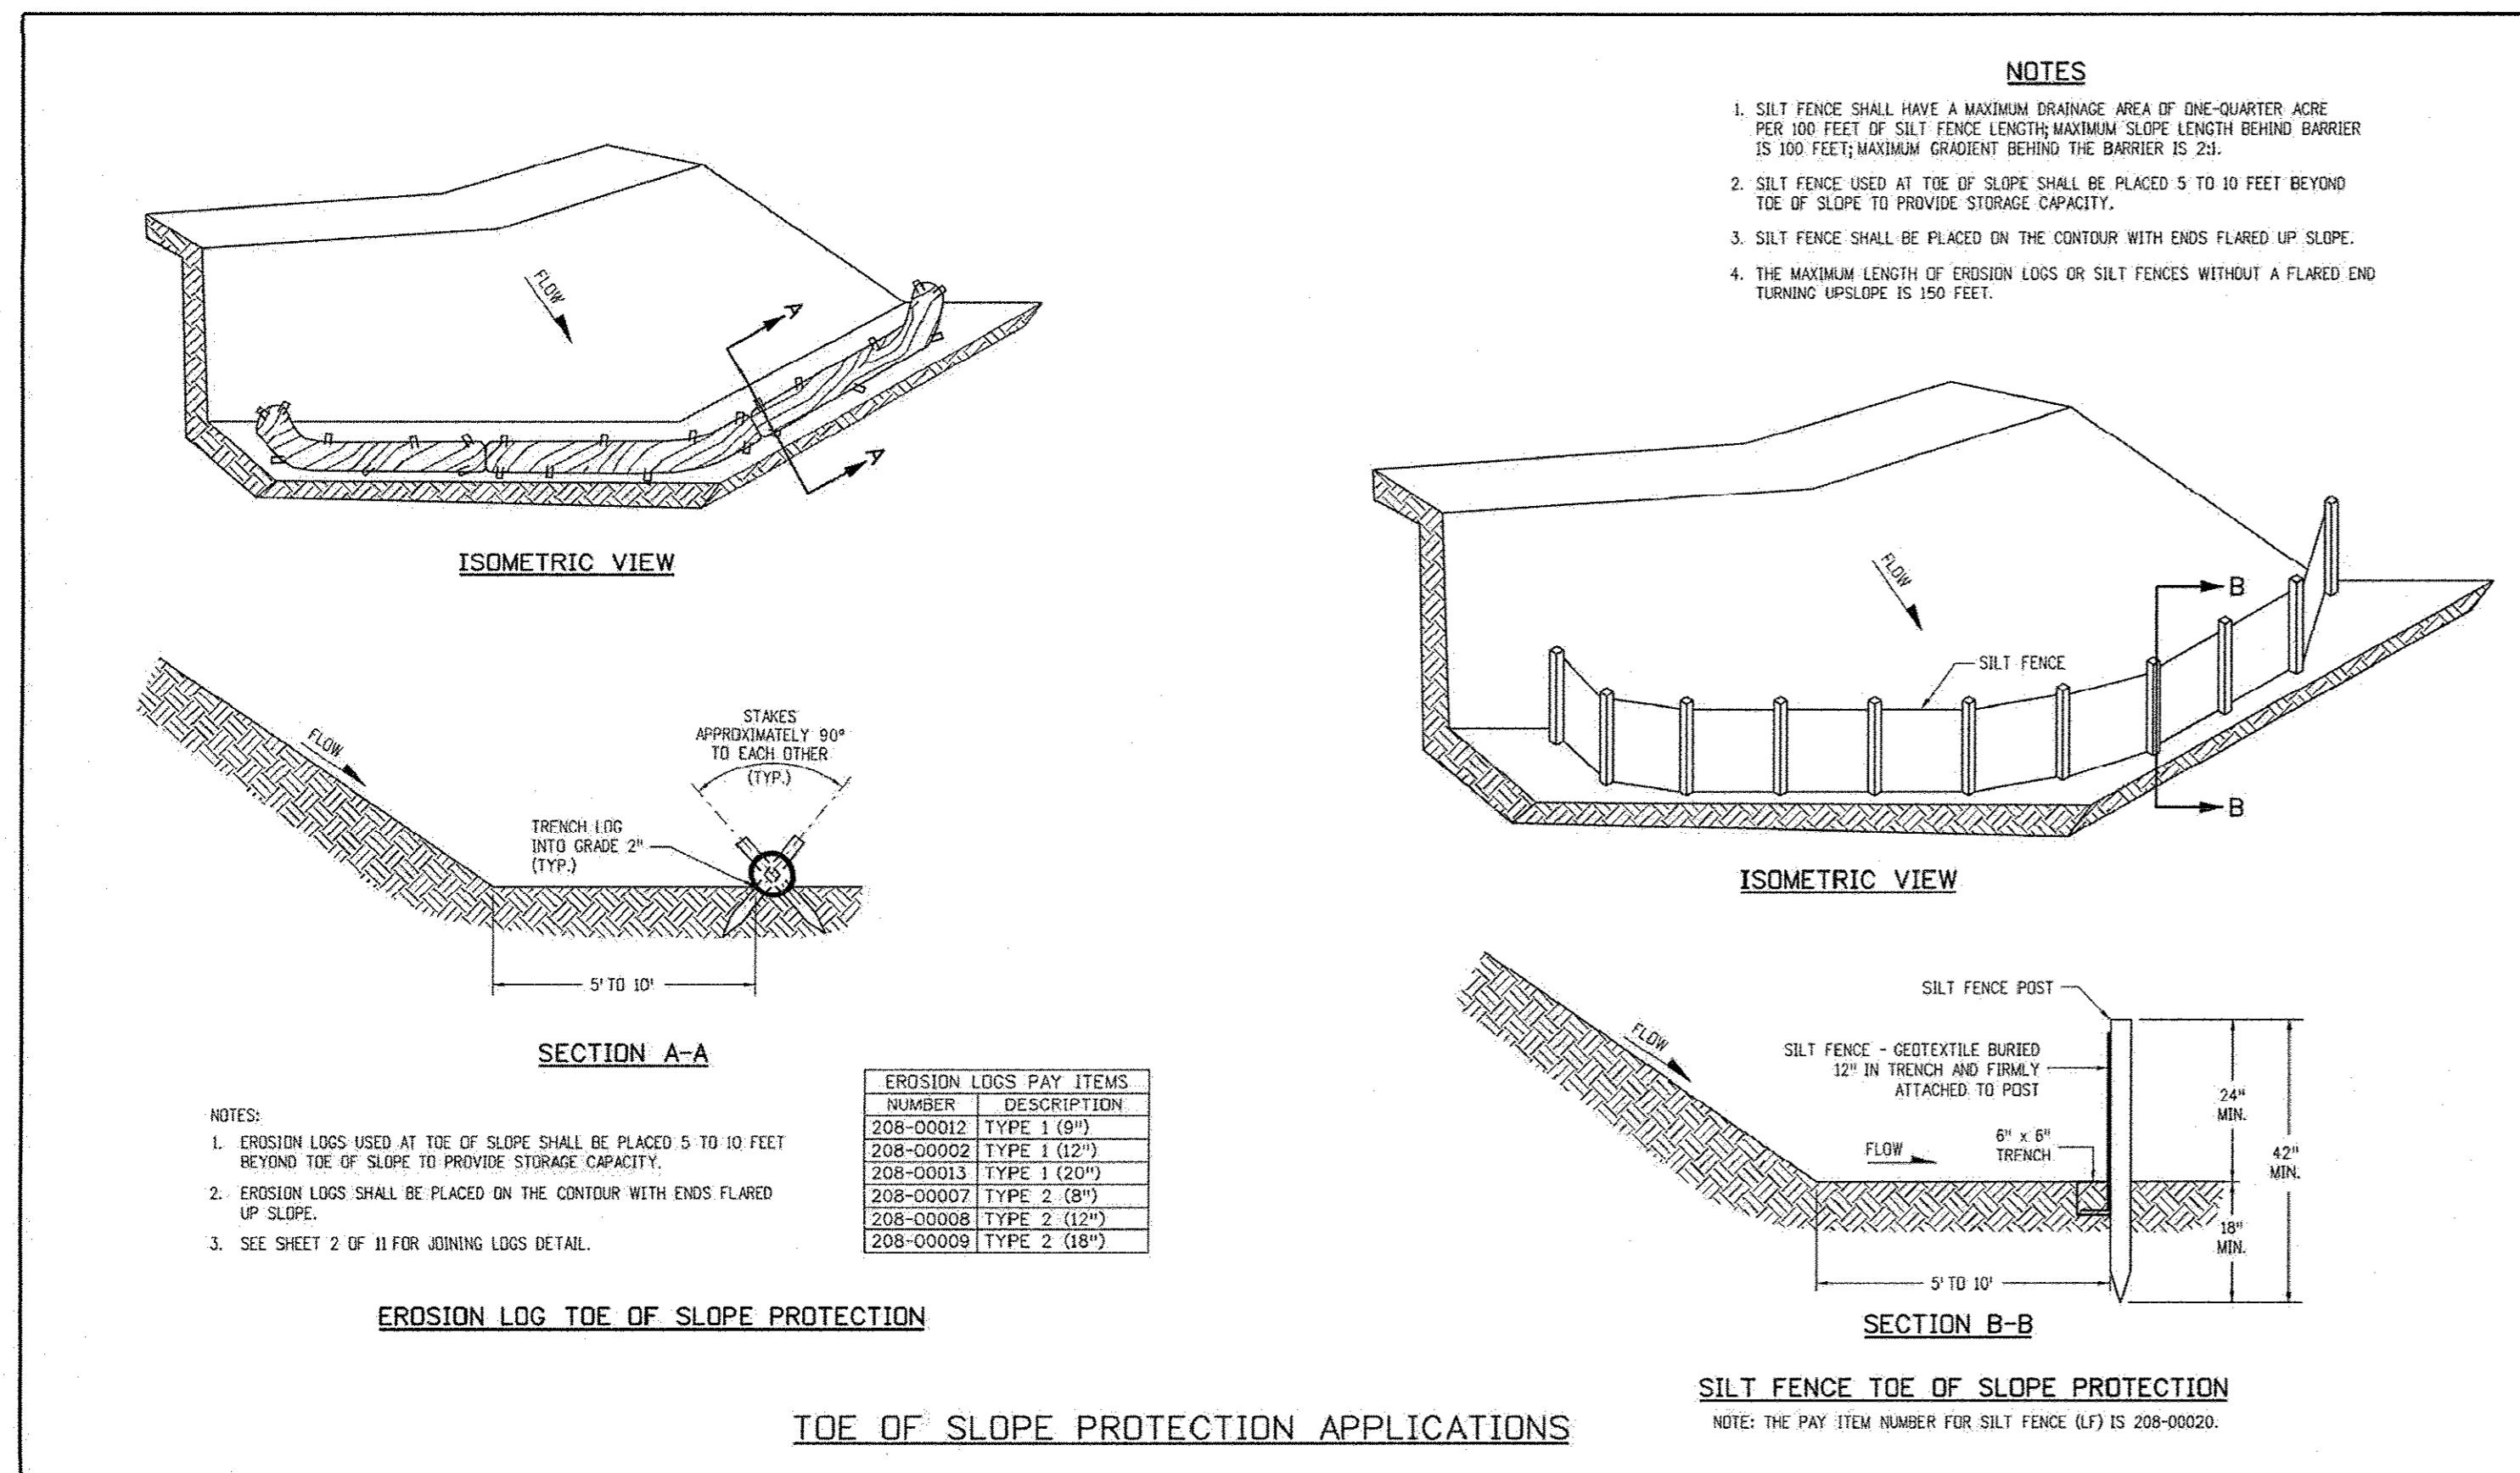 NOTES
1. SILT FENCE SHALL HAVE A MAXIMUM DRAINAGE AREA OF ONE-QUARTER ACRE
PER 100 FEET OF SILT FENCE LENGTH; MAXIMUM SLOPE LENGTH BEHIND BARRIER
IS 100 FEET; MAXIMUM GRADIENT BEHIND THE BARRIER IS 2:1.
2. SILT FENCE USED AT TOE OF SLOPE SHALL BE PLACED 5 TO 10 FEET BEYOND
TOE OF SLOPE TO PROVIDE STORAGE CAPACITY.
3. SILT FENCE SHALL BE PLACED ON THE CONTOUR WITH ENDS FLARED UP SLOPE.
4. THE MAXIMUM LENGTH OF EROSION LOGS OR SILT FENCES WITHOUT A FLARED END
TURNING UPSLOPE IS 150 FEET.
FLOW
A
A
ISOMETRIC VIEW
FLOW
STAKES
APPROXIMATELY 90°
TO EACH OTHER
(TYP.)
TRENCH LOG
INTO GRADE 2"
(TYP.)
5' TO 10'
SECTION A-A
NOTES:
1. EROSION LOGS USED AT TOE OF SLOPE SHALL BE PLACED 5 TO 10 FEET
BEYOND TOE OF SLOPE TO PROVIDE STORAGE CAPACITY.
2. EROSION LOGS SHALL BE PLACED ON THE CONTOUR WITH ENDS FLARED
UP SLOPE.
3. SEE SHEET 2 OF 11 FOR JOINING LOGS DETAIL.
EROSION LOGS PAY ITEMS
NUMBER DESCRIPTION
208-00012 TYPE 1 (9")
208-00002 TYPE 1 (12")
208-00013 TYPE 1 (20")
208-00007 TYPE 2 (8")
208-00008 TYPE 2 (12")
208-00009 TYPE 2 (18")
EROSION LOG TOE OF SLOPE PROTECTION
FLOW
B
SILT FENCE
B
ISOMETRIC VIEW
SILT FENCE POST
FLOW
SILT FENCE - GEOTEXTILE BURIED
12" IN TRENCH AND FIRMLY
ATTACHED TO POST
24"
MIN.
FLOW
6" x 6"
TRENCH
42"
MIN.
18"
MIN.
5' TO 10'
SECTION B-B
SILT FENCE TOE OF SLOPE PROTECTION
NOTE: THE PAY ITEM NUMBER FOR SILT FENCE (LF) IS 208-00020.
TOE OF SLOPE PROTECTION APPLICATIONS